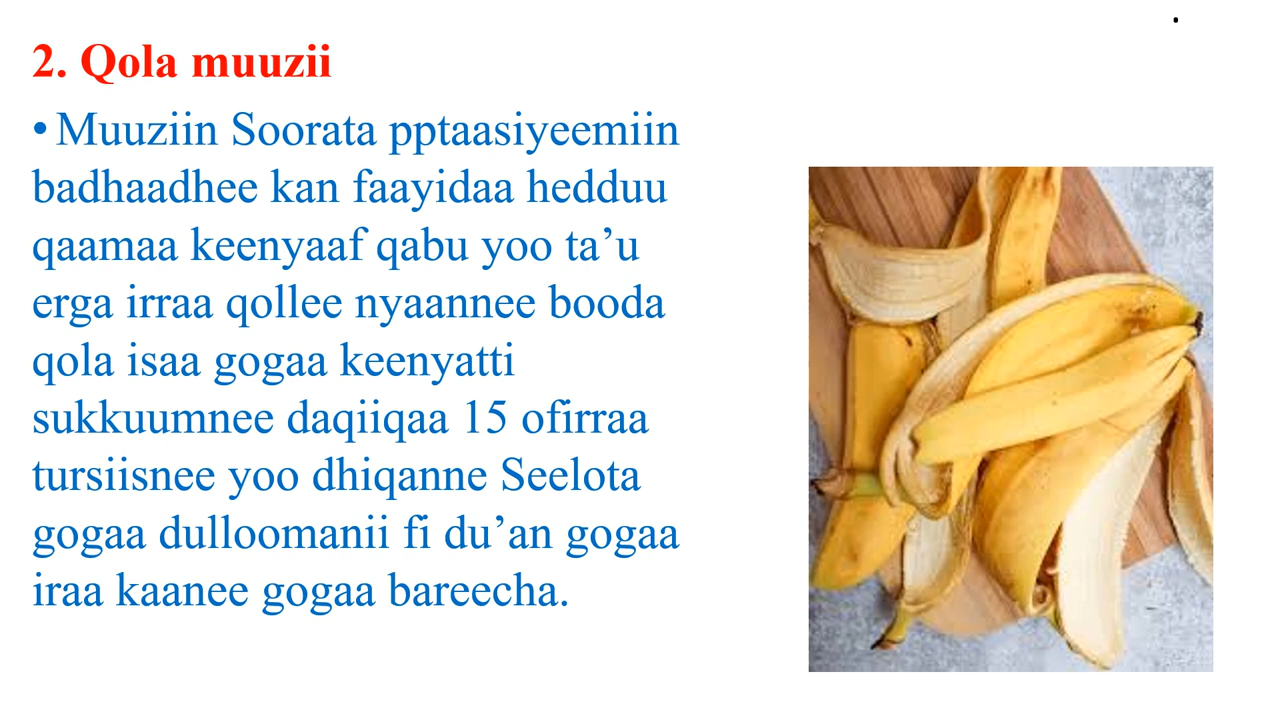 2. Qola muuzii
• Muuziin Soorata pptaasiyeemiin
badhaadhee kan faayidaa hedduu
qaamaa keenyaaf qabu yoo ta’u
erga irraa qollee nyaannee booda
qola isaa gogaa keenyatti
sukkuumnee daqiiqaa 15 ofirraa
tursiisnee yoo dhiqanne Seelota
gogaa dulloomanii fi du’an gogaa
iraa kaanee gogaa bareecha.